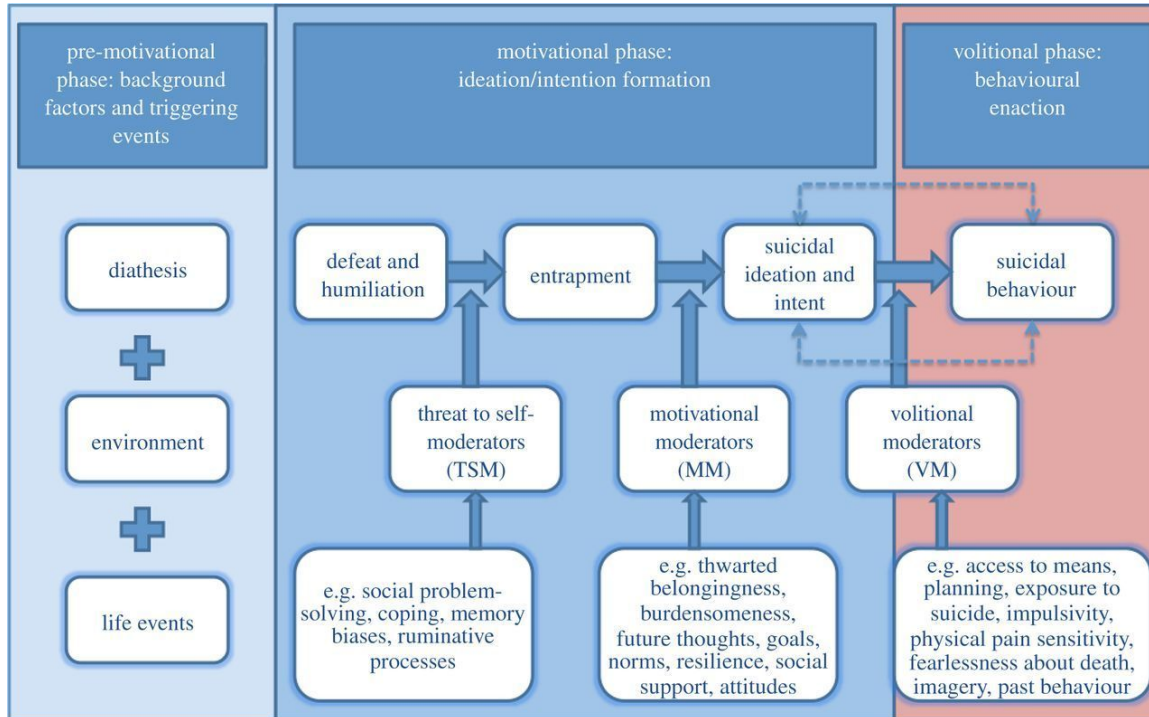 pre-motivational
phase: background
factors and triggering
events
motivational phase:
ideation/intention formation
volitional phase:
behavioural
enaction
diathesis
environment
life events
defeat and
humiliation
entrapment
suicidal
ideation and
intent
suicidal
behaviour
threat to self-
moderators
(TSM)
motivational
moderators
(MM)
volitional
moderators
(VM)
e.g. social problem-
solving, coping, memory
biases, ruminative
processes
e.g. thwarted
belongingness,
burdensomeness,
future thoughts, goals,
norms, resilience, social
support, attitudes
e.g. access to means,
planning, exposure to
suicide, impulsivity,
physical pain sensitivity,
fearlessness about death,
imagery, past behaviour